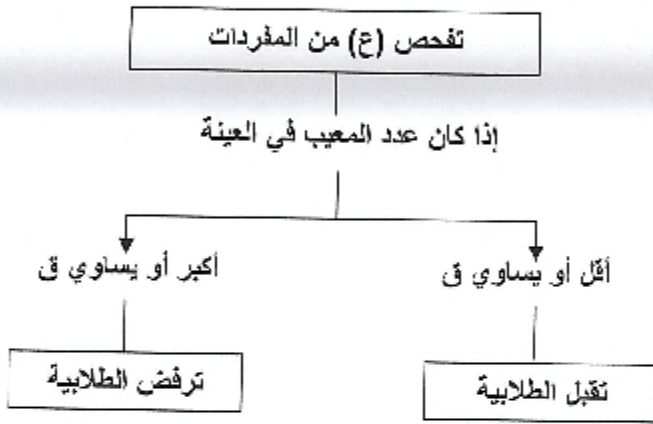 تفحص (ع) من المفردات
إذا كان عدد المعيب في العينة
أقل أو يساوي ق
أكبر أو يساوي ق
تقبل الطلابية
ترفض الطلابية